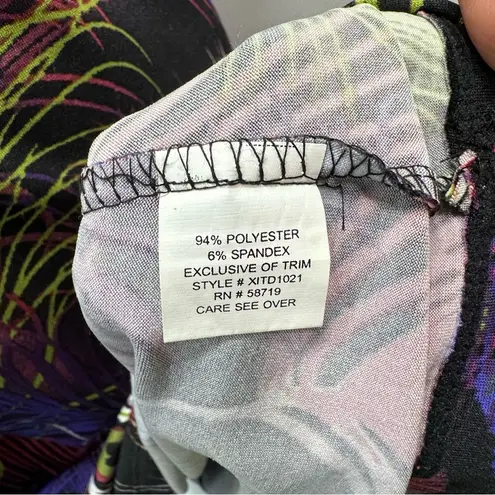 94% POLYESTER
6% SPANDEX
EXCLUSIVE OF TRIM
STYLE # XITD1021
RN # 58719
CARE SEE OVER